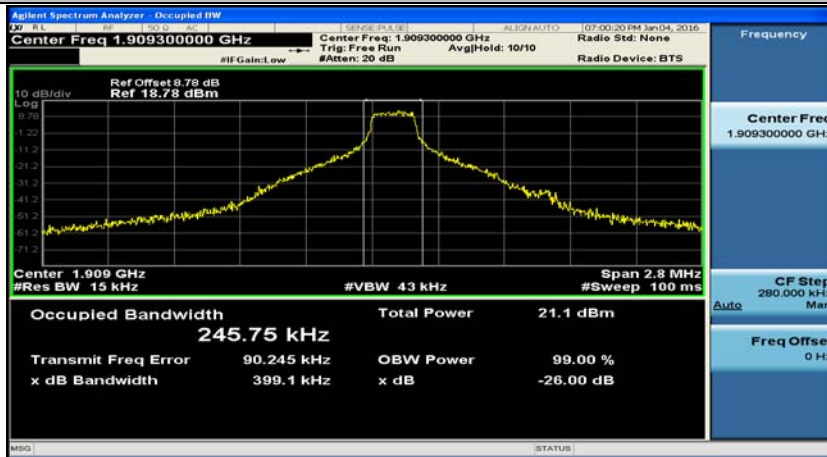 Agilent Spectrum Analyzer - Occupied BW
RL RF 50 Ω AC SENSE:PULSE ALIGN AUTO 07:00:20 PM Jan 04, 2016
Center Freq 1.909300000 GHz Center Freq: 1.909300000 GHz Radio Std: None
Trig: Free Run Avg|Hold: 10/10
#IFGain:Low #Atten: 20 dB Radio Device: BTS
Frequency
Ref Offset 8.78 dB
10 dB/div Ref 18.78 dBm
Log
8.78
-1.22
-11.2
-21.2
-31.2
-41.2
-51.2
-61.2
-71.2
Center 1.909 GHz Span 2.8 MHz
#Res BW 15 kHz #VBW 43 kHz #Sweep 100 ms
Occupied Bandwidth Total Power 21.1 dBm
245.75 kHz
Transmit Freq Error 90.245 kHz OBW Power 99.00 %
x dB Bandwidth 399.1 kHz x dB -26.00 dB
Center Freq
1.909300000 GHz
CF Step
280.000 kHz
Auto Man
Freq Offset
0 Hz
MSG STATUS